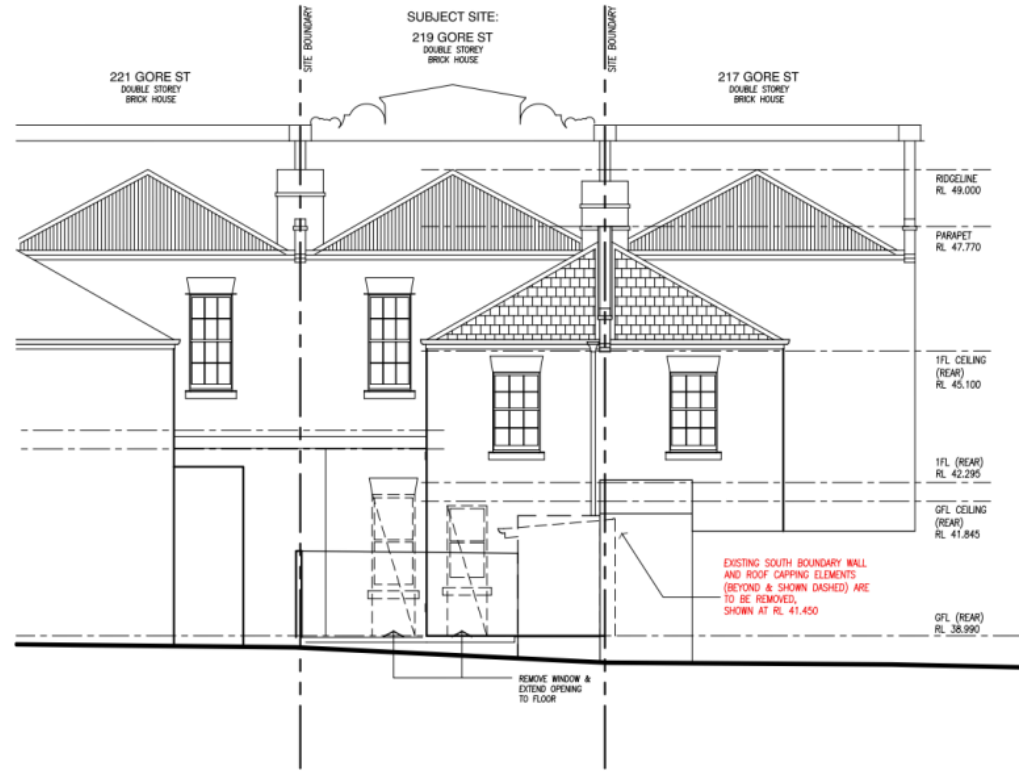 SUBJECT SITE:
219 GORE ST
DOUBLE STOREY
BRICK HOUSE
SITE BOUNDARY
SITE BOUNDARY
221 GORE ST
DOUBLE STOREY
BRICK HOUSE
217 GORE ST
DOUBLE STOREY
BRICK HOUSE
RIDGELINE
RL 49.000
PARAPET
RL 47.770
1FL CEILING
(REAR)
RL 45.100
1FL (REAR)
RL 42.295
GFL CEILING
(REAR)
RL 41.845
EXISTING SOUTH BOUNDARY WALL
AND ROOF CAPPING ELEMENTS
(BEYOND & SHOWN DASHED) ARE
TO BE REMOVED,
SHOWN AT RL 41.450
GFL (REAR)
RL 38.990
REMOVE WINDOW &
EXTEND OPENING
TO FLOOR